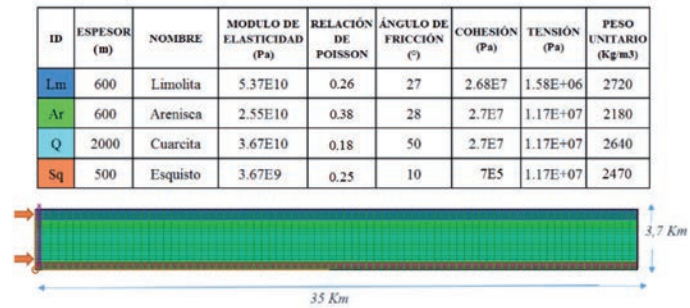 ID ESPESOR (m) NOMBRE MODULO DE ELASTICIDAD (Pa) RELACIÓN DE POISSON ÁNGULO DE FRICCIÓN (°) COHESIÓN (Pa) TENSIÓN (Pa) PESO UNITARIO (Kg/m3)
Lm 600 Limolita 5.37E10 0.26 27 2.68E7 1.58E+06 2720
Ar 600 Arenisca 2.55E10 0.38 28 2.7E7 1.17E+07 2180
Q 2000 Cuarcita 3.67E10 0.18 50 2.7E7 1.17E+07 2640
Sq 500 Esquisto 3.67E9 0.25 10 7E5 1.17E+07 2470
3,7 Km
35 Km